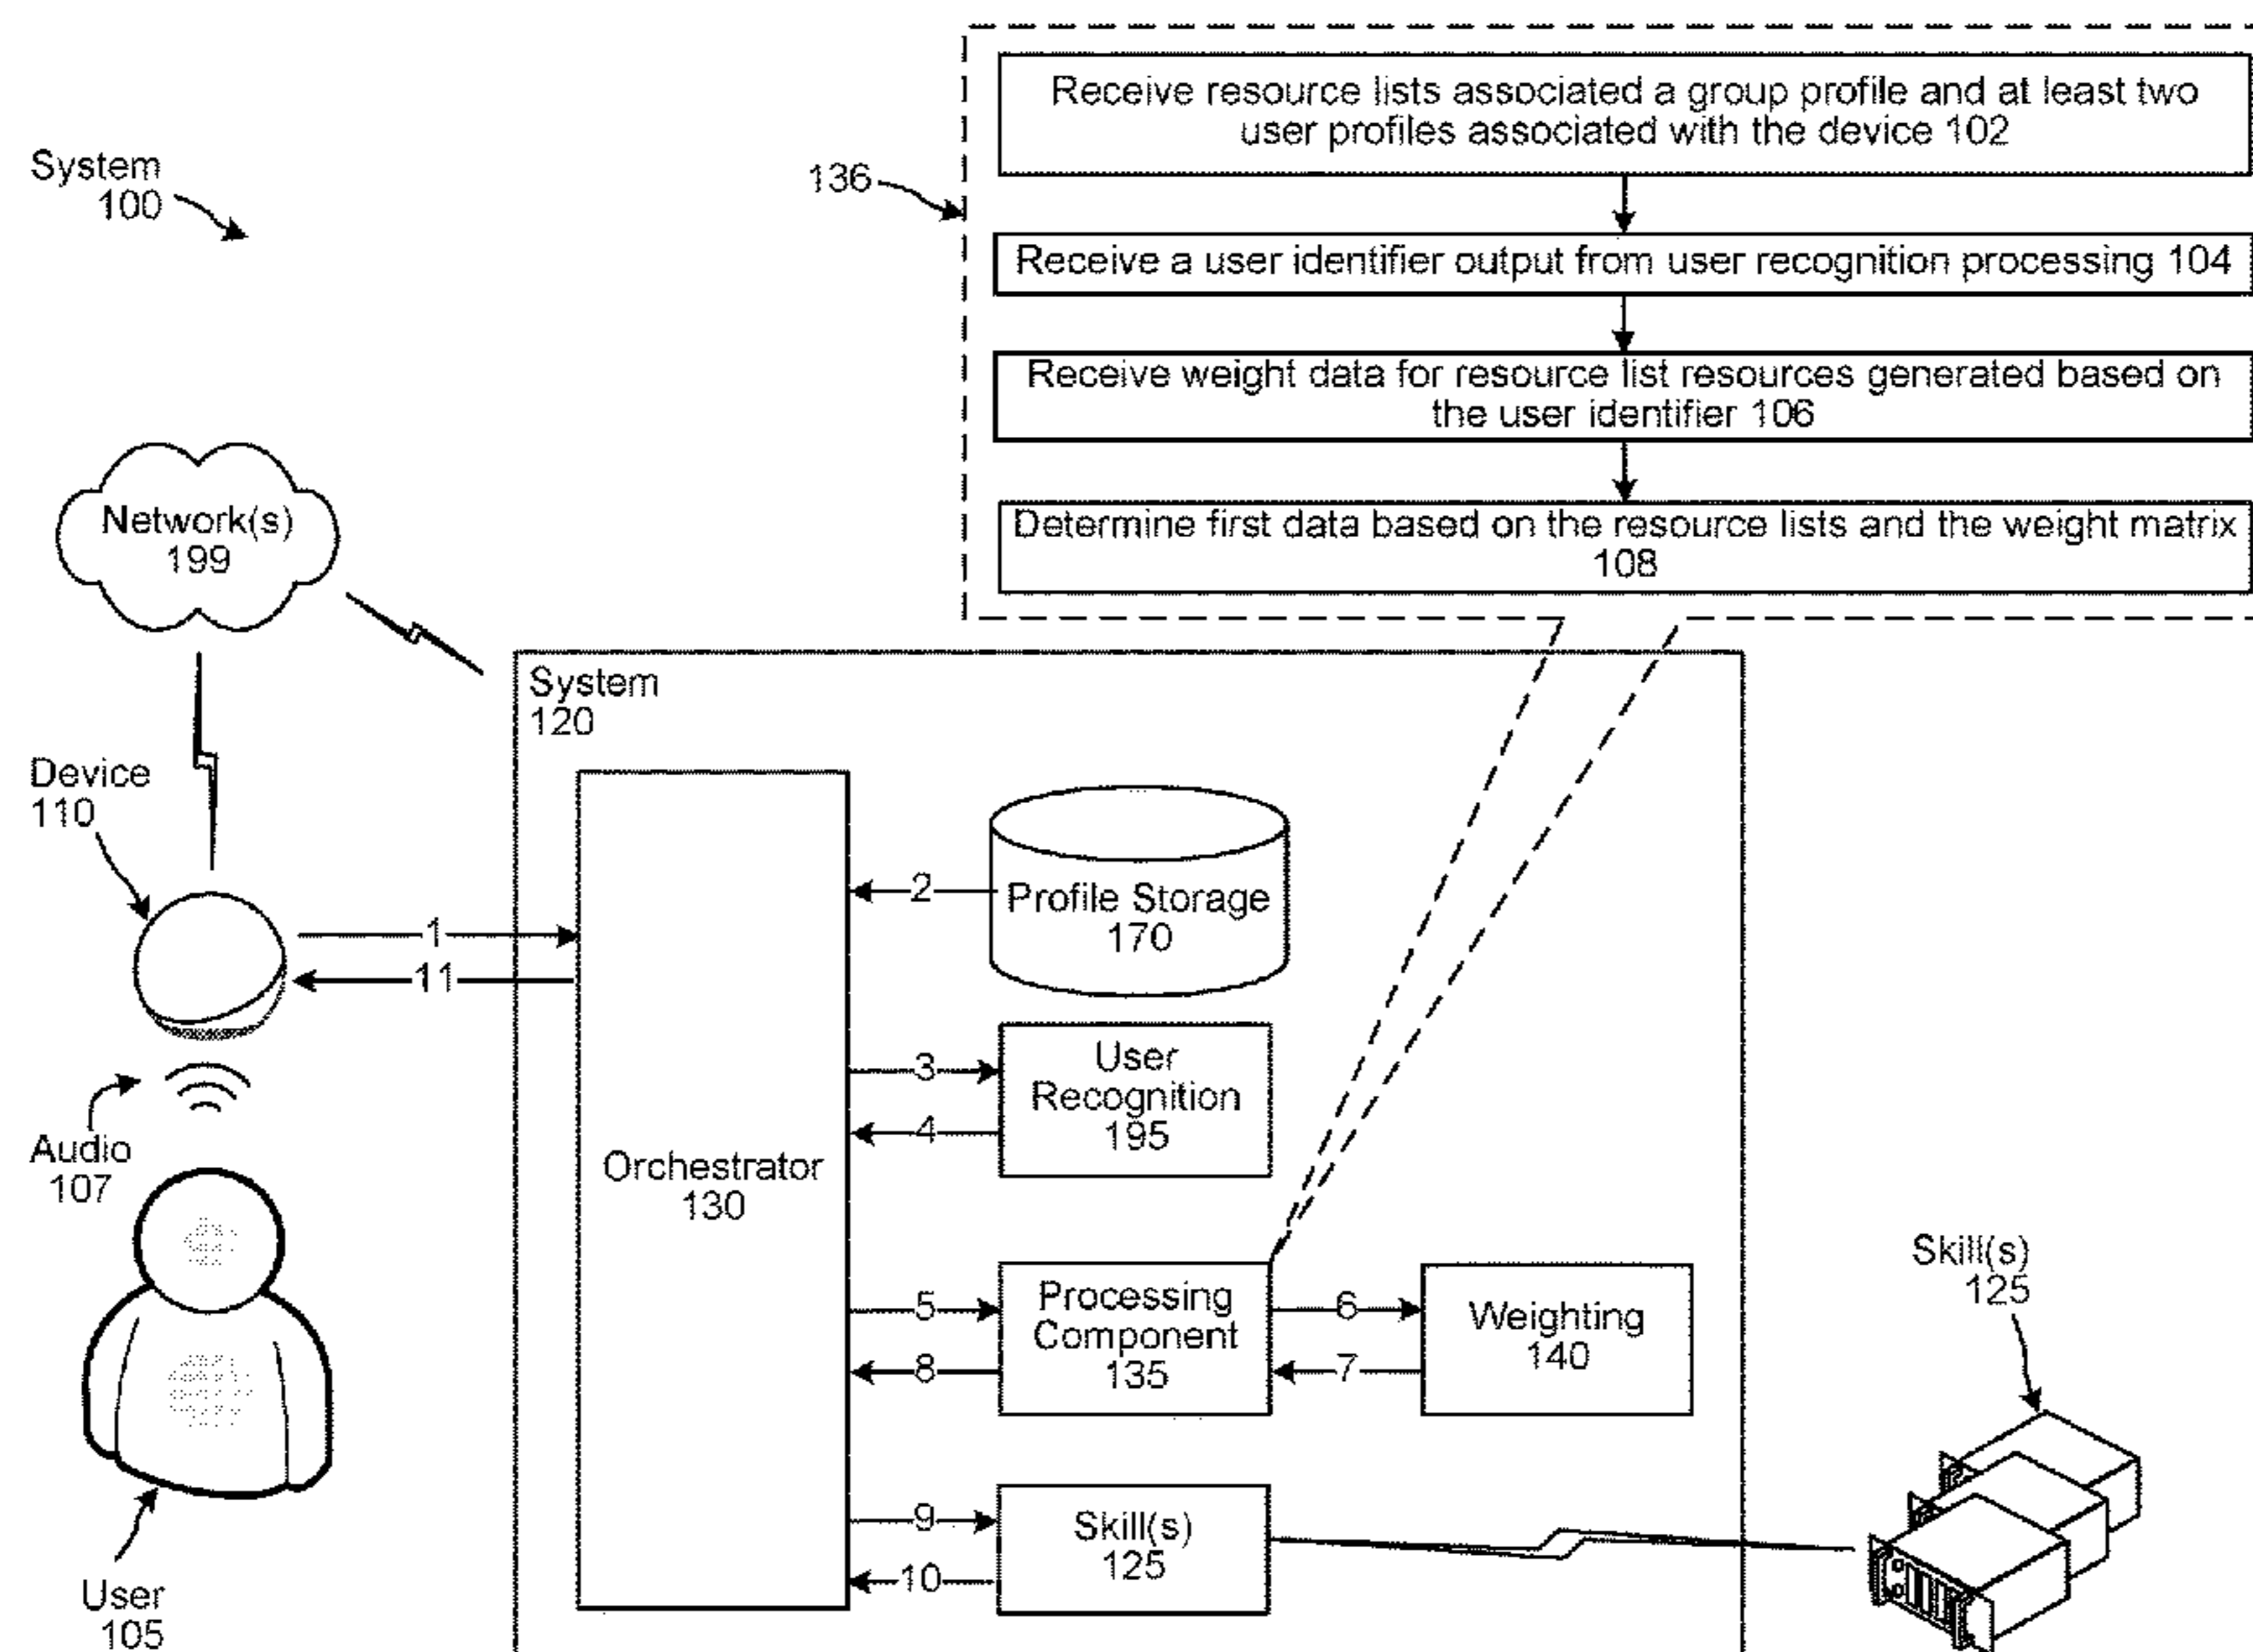 System
100
136
Receive resource lists associated a group profile and at least two
user profiles associated with the device 102
Receive a user identifier output from user recognition processing 104
Receive weight data for resource list resources generated based on
the user identifier 106
Determine first data based on the resource lists and the weight matrix
108
Network(s)
199
System
120
Device
110
1
11
Audio
107
User
105
Orchestrator
130
2
Profile Storage
170
3
4
User
Recognition
195
5
8
Processing
Component
135
6
7
Weighting
140
9
10
Skill(s)
125
Skill(s)
125